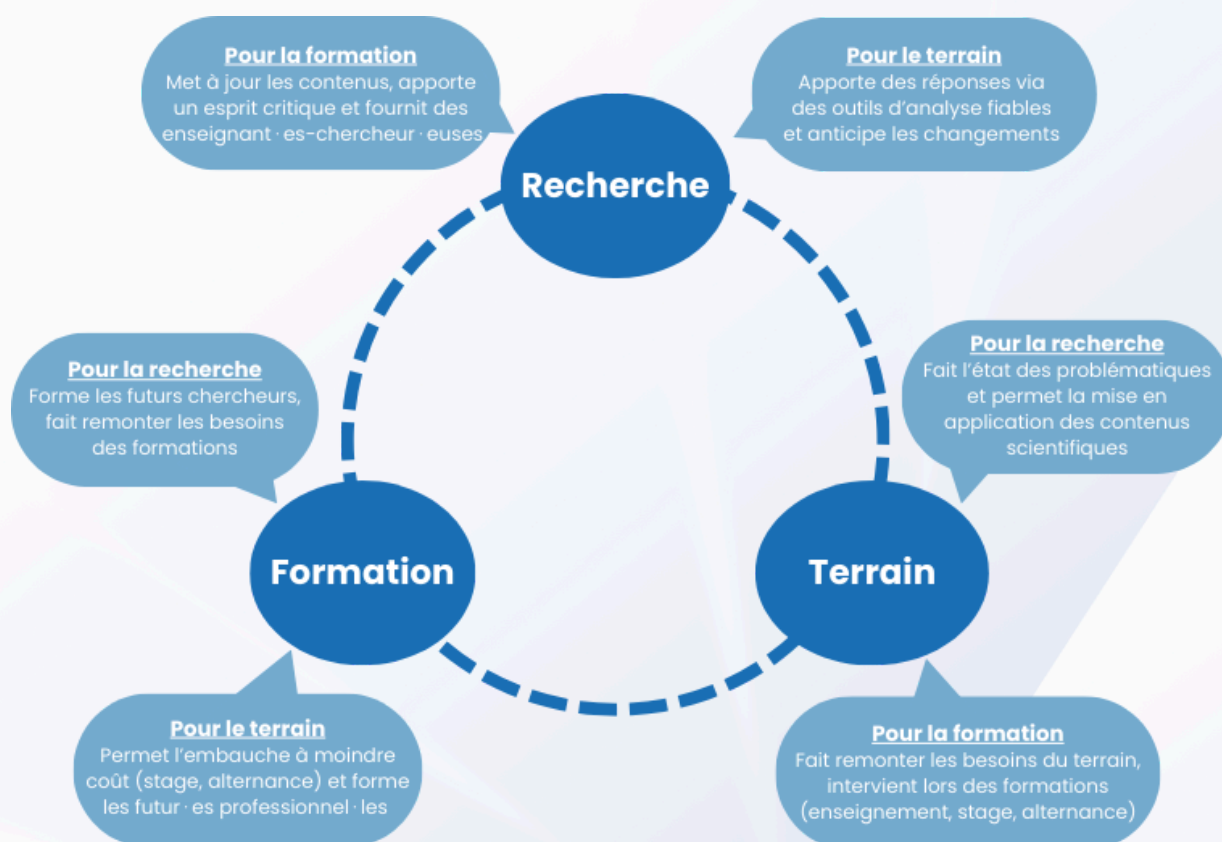 Pour la formation
Met à jour les contenus, apporte
un esprit critique et fournit des
enseignant·es-chercheur·euses
Pour le terrain
Apporte des réponses via
des outils d'analyse fiables
et anticipe les changements
Recherche
Pour la recherche
Forme les futurs chercheurs,
fait remonter les besoins
des formations
Pour la recherche
Fait l'état des problématiques
et permet la mise en
application des contenus
scientifiques
Formation
Terrain
Pour le terrain
Permet l'embauche à moindre
coût (stage, alternance) et forme
les futur·es professionnel·les
Pour la formation
Fait remonter les besoins du terrain,
intervient lors des formations
(enseignement, stage, alternance)